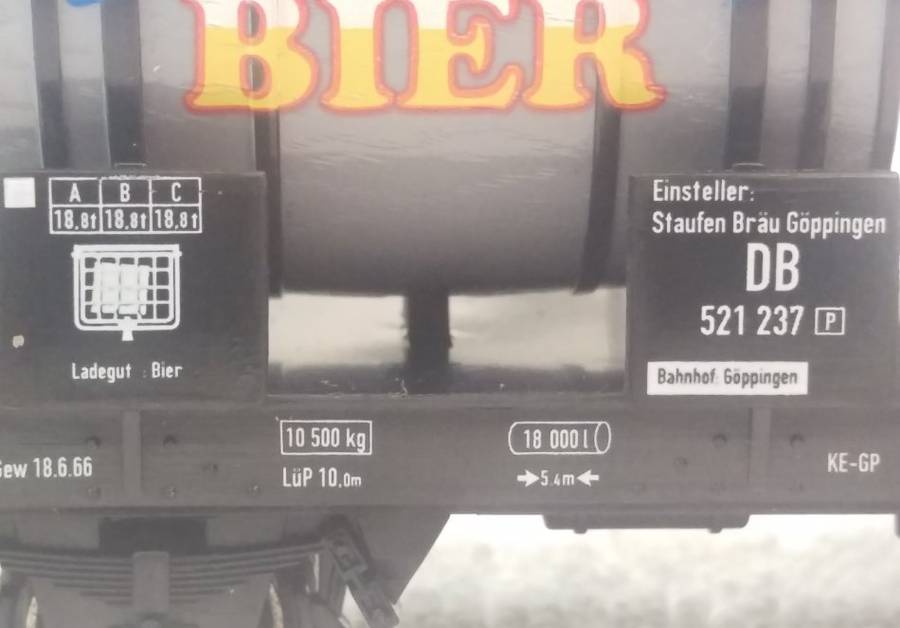 BIER
A B C
18.8t 18.8t 18.8t
Ladegut : Bier
Einsteller:
Staufen Bräu Göppingen
DB
521 237 P
Bahnhof: Göppingen
10 500 kg
18 000 l
LüP 10.0m
5.4m
Gew 18.6.66
KE-GP